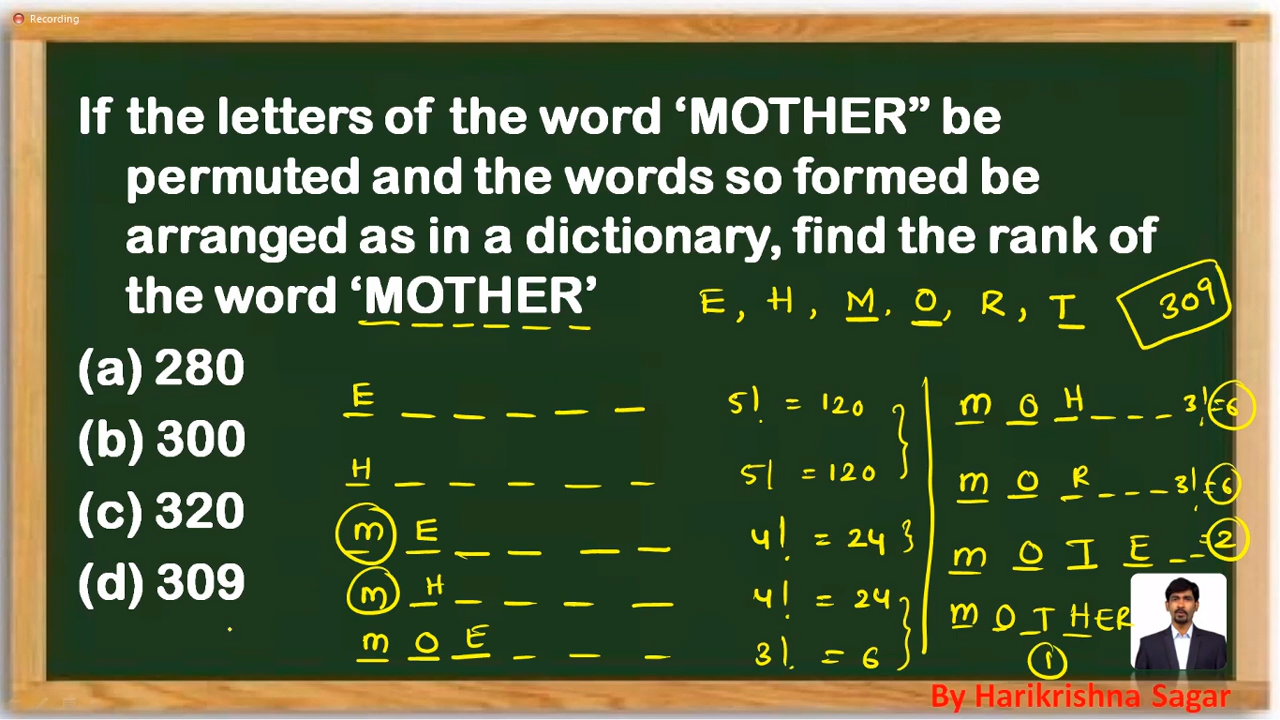 Recording
If the letters of the word ‘MOTHER” be
permuted and the words so formed be
arranged as in a dictionary, find the rank of
the word ‘MOTHER’
E, H, M, O, R, T 309
(a) 280
(b) 300
(c) 320
(d) 309
E _ _ _ _ _ 5! = 120
H _ _ _ _ _ 5! = 120
m E _ _ _ _ 4! = 24
m H _ _ _ _ 4! = 24
m O E _ _ _ 3! = 6
m O H _ _ _ 3! = 6
m O R _ _ _ 3! = 6
m O T E _ _ = 2
m O T H E R
1
By Harikrishna Sagar